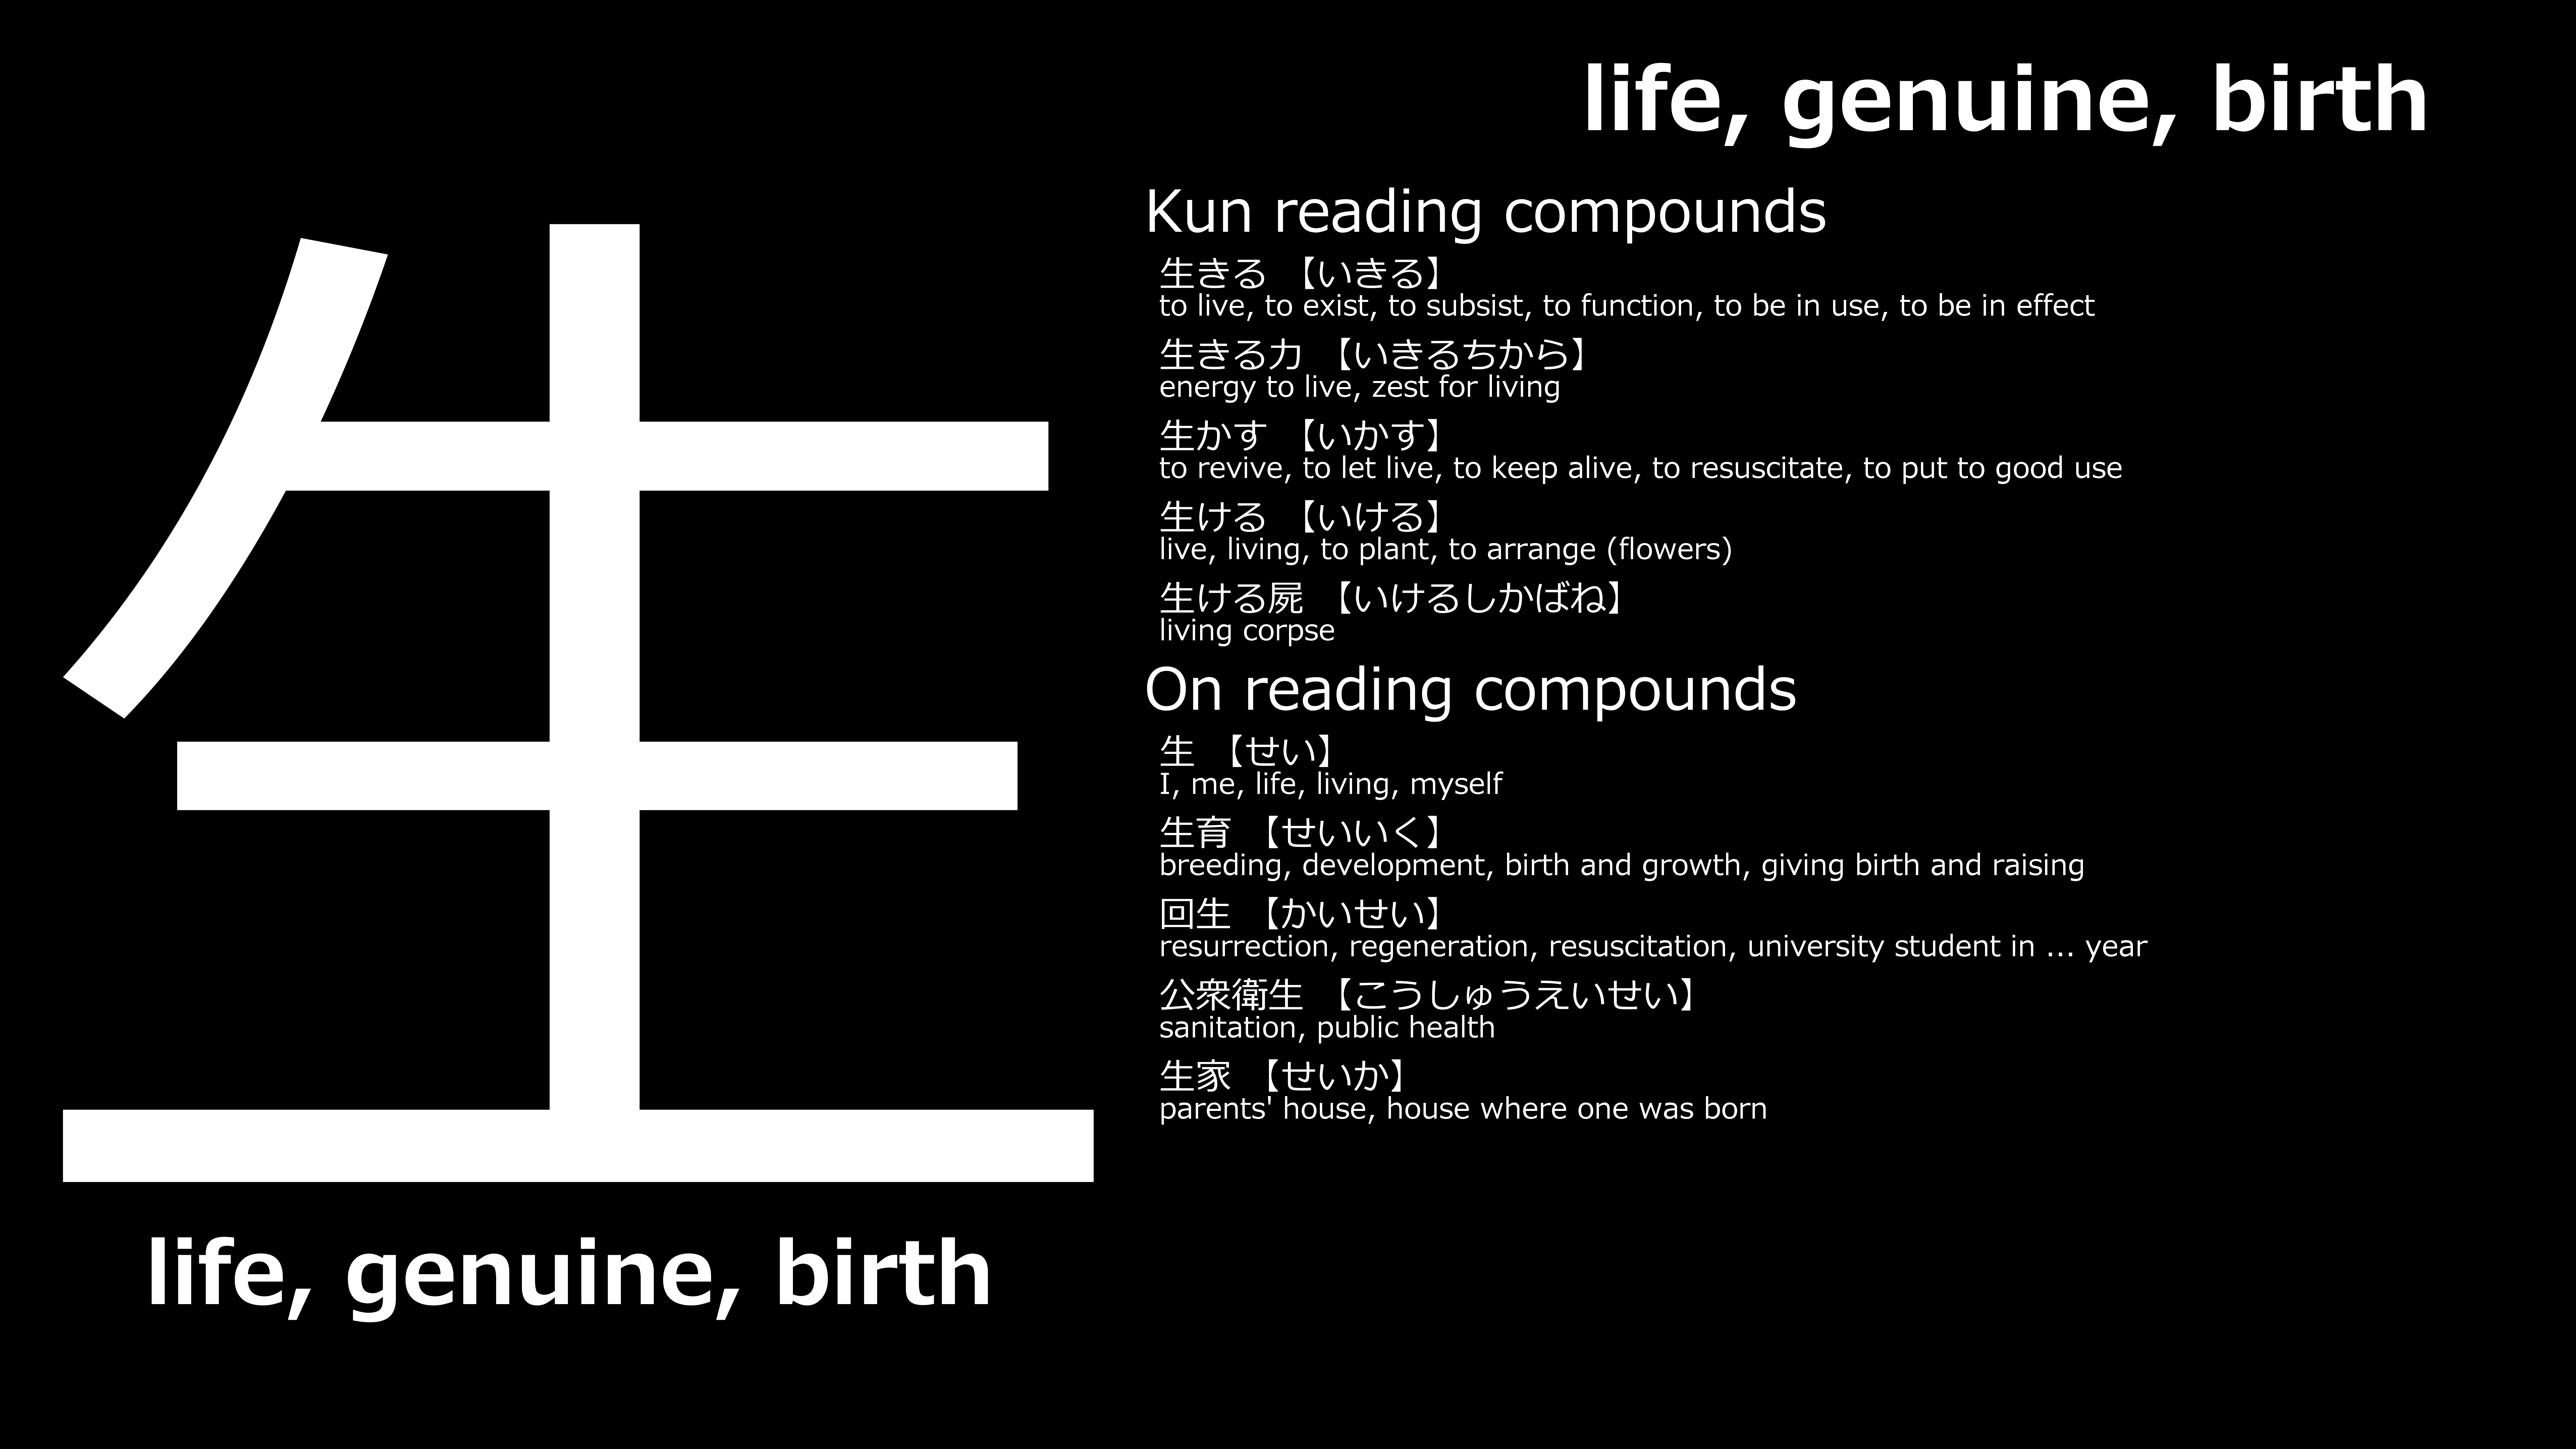 生
life, genuine, birth
life, genuine, birth
Kun reading compounds
生きる 【いきる】
to live, to exist, to subsist, to function, to be in use, to be in effect
生きる力 【いきるちから】
energy to live, zest for living
生かす 【いかす】
to revive, to let live, to keep alive, to resuscitate, to put to good use
生ける 【いける】
live, living, to plant, to arrange (flowers)
生ける屍 【いけるしかばね】
living corpse
On reading compounds
生 【せい】
I, me, life, living, myself
生育 【せいいく】
breeding, development, birth and growth, giving birth and raising
回生 【かいせい】
resurrection, regeneration, resuscitation, university student in ... year
公衆衛生 【こうしゅうえいせい】
sanitation, public health
生家 【せいか】
parents' house, house where one was born